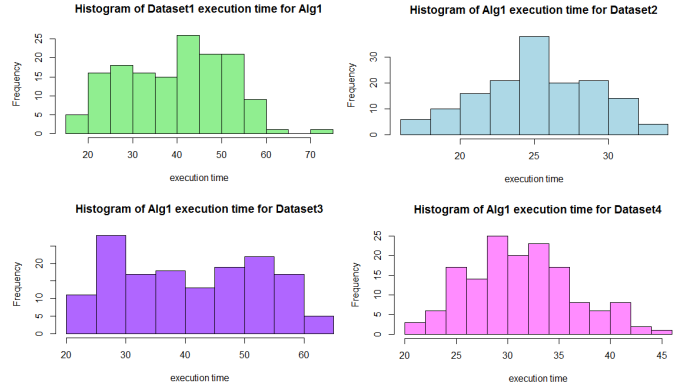 Histogram of Dataset1 execution time for Alg1
Frequency
0 5 10 15 20 25
20 30 40 50 60 70
execution time
Histogram of Alg1 execution time for Dataset2
Frequency
0 10 20 30
20 25 30
execution time
Histogram of Alg1 execution time for Dataset3
Frequency
0 5 10 20
20 30 40 50 60
execution time
Histogram of Alg1 execution time for Dataset4
Frequency
0 5 10 15 20 25
20 25 30 35 40 45
execution time